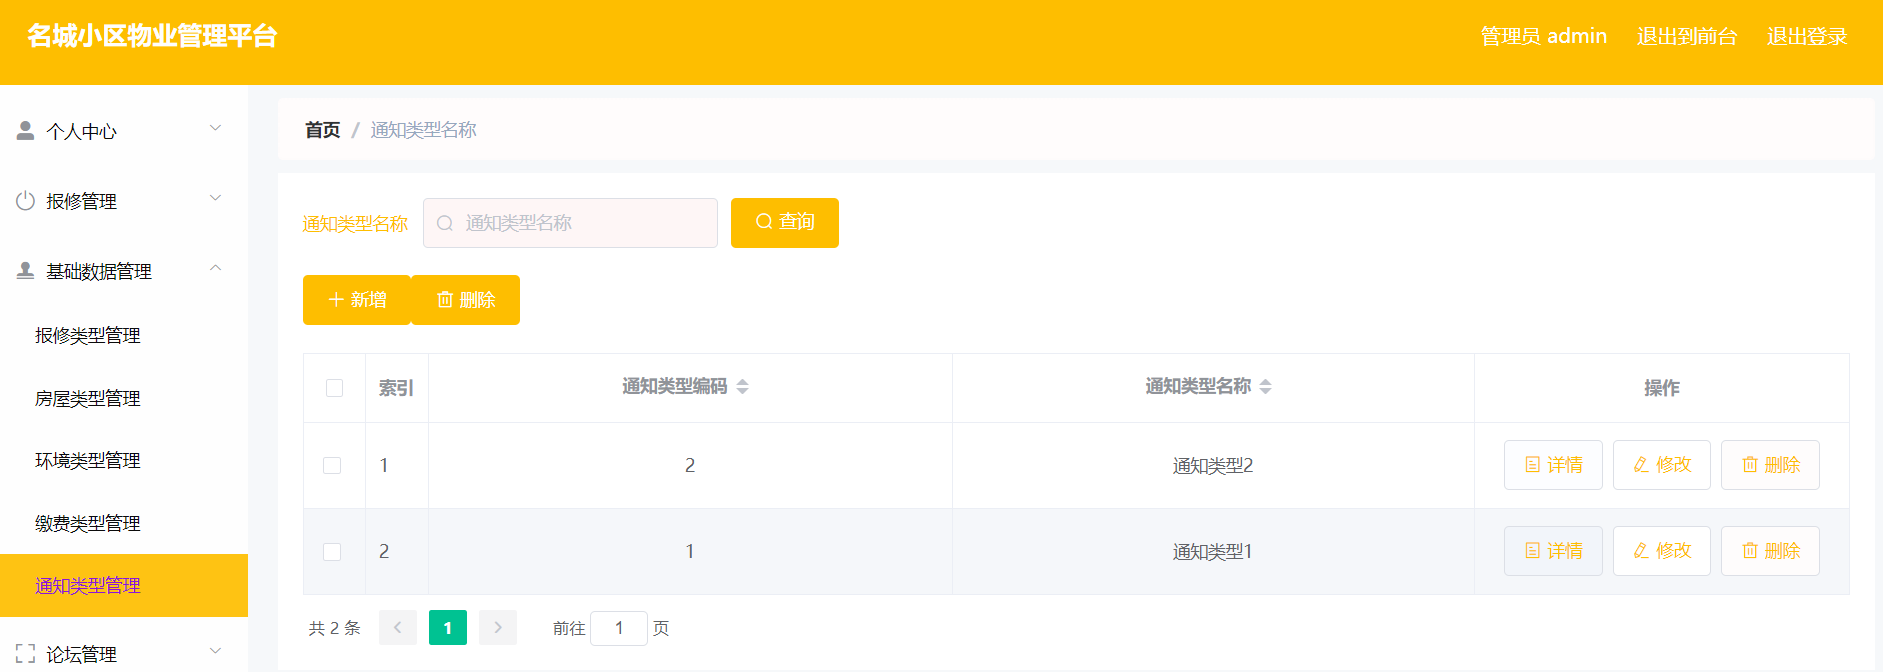 名城小区物业管理平台
管理员 admin 退出到前台 退出登录
个人中心
报修管理
基础数据管理
报修类型管理
房屋类型管理
环境类型管理
缴费类型管理
通知类型管理
论坛管理
首页 / 通知类型名称
通知类型名称 通知类型名称 查询
新增 删除
索引 通知类型编码 通知类型名称 操作
1 2 通知类型2 详情 修改 删除
2 1 通知类型1 详情 修改 删除
共 2 条 1 前往 1 页